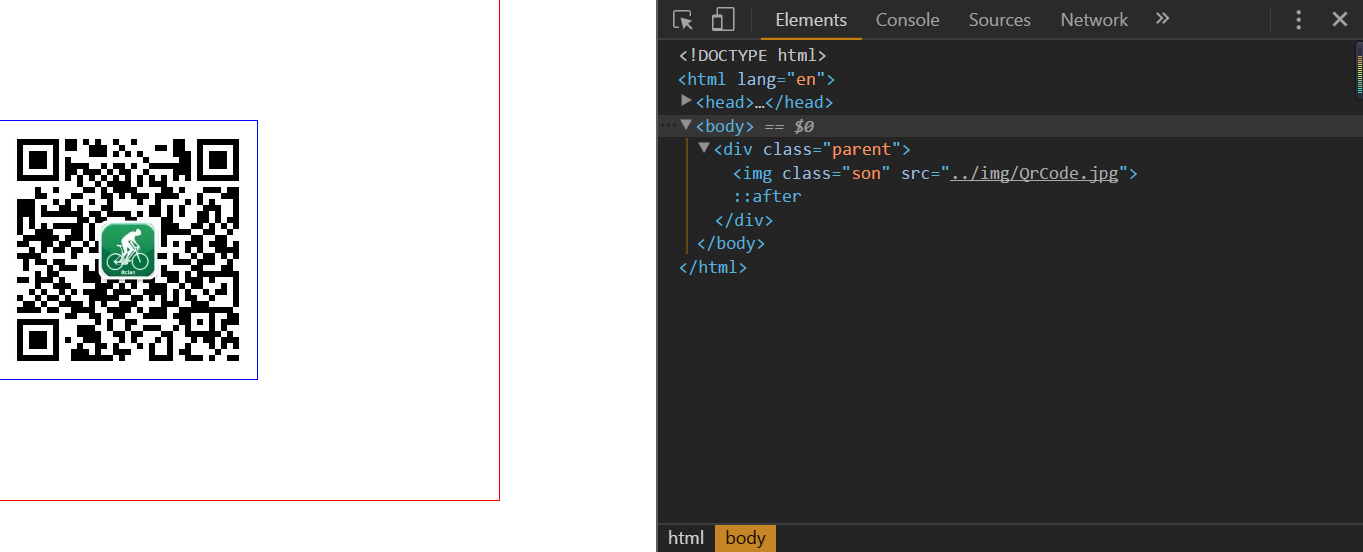 Elements Console Sources Network »
<!DOCTYPE html>
<html lang="en">
▶<head>…</head>
…▼<body> == $0
▼<div class="parent">
<img class="son" src="../img/QrCode.jpg">
::after
</div>
</body>
</html>
itclan
html body